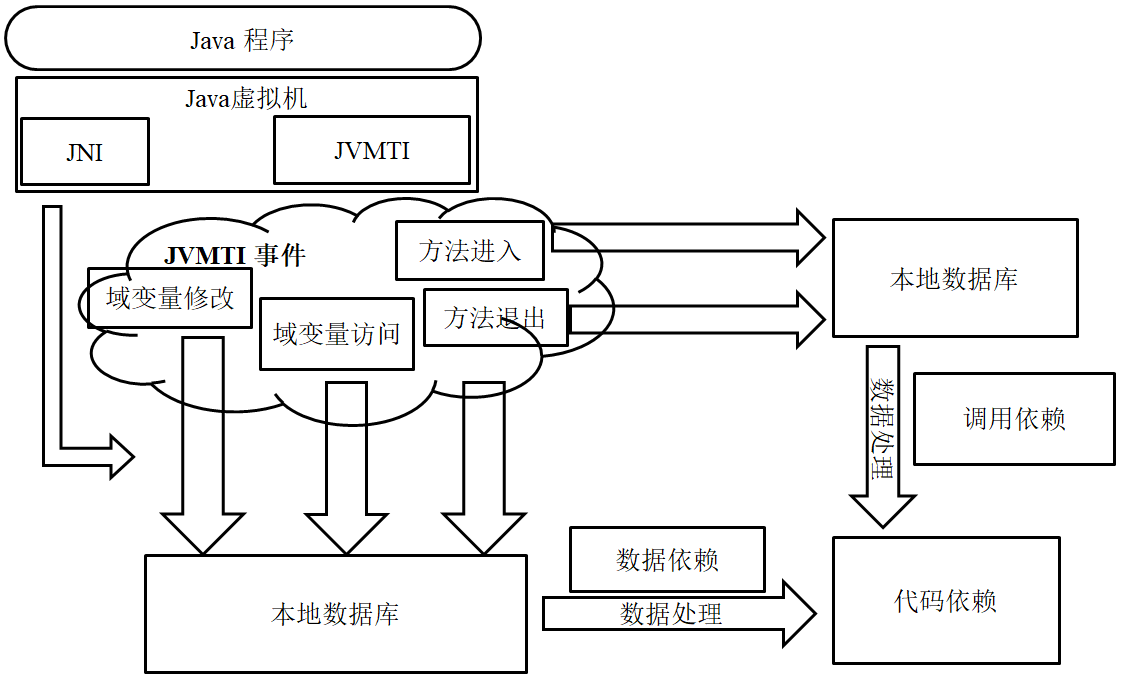 Java 程序
Java虚拟机
JNI
JVMTI
JVMTI 事件
方法进入
域变量修改
域变量访问
方法退出
本地数据库
数据处理
调用依赖
数据依赖
数据处理
本地数据库
代码依赖